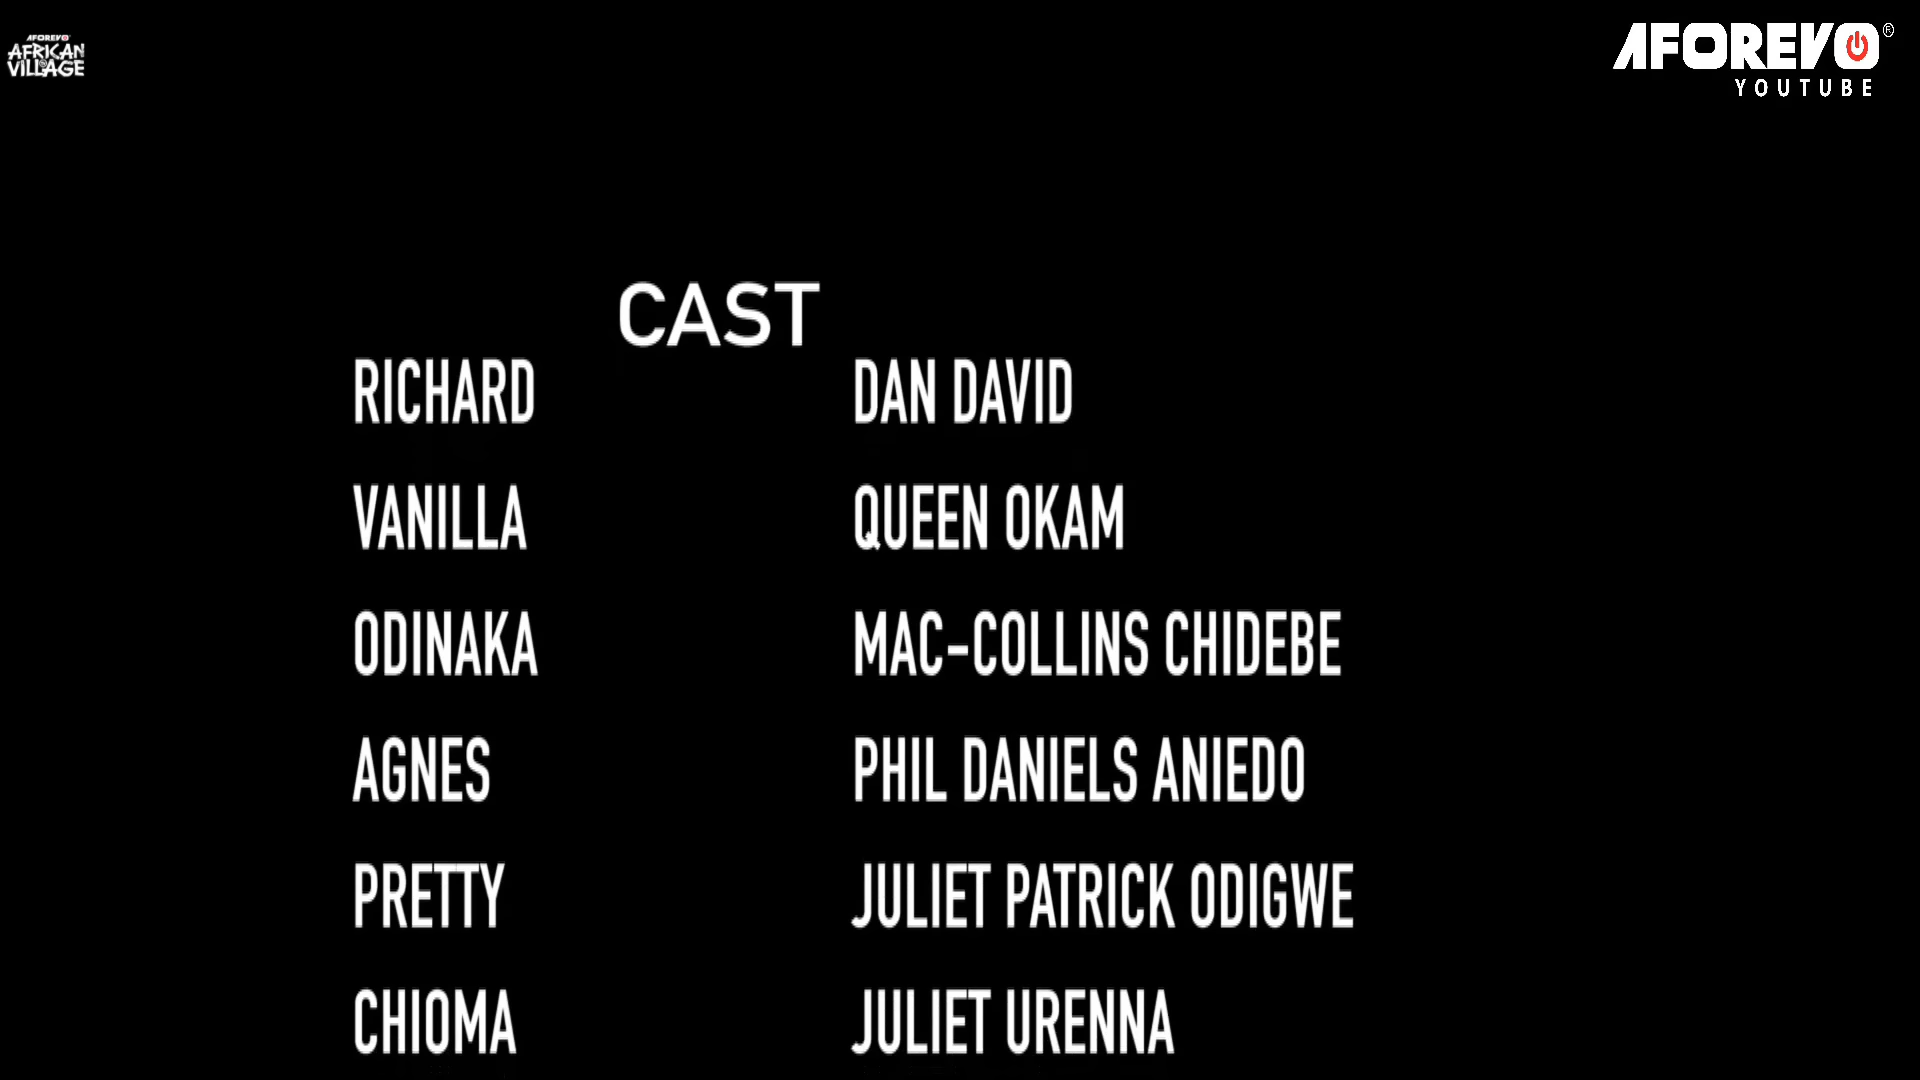 AFOREVO
AFRICAN
VILLAGE
AFOREVO®
YOUTUBE
CAST
RICHARD DAN DAVID
VANILLA QUEEN OKAM
ODINAKA MAC-COLLINS CHIDEBE
AGNES PHIL DANIELS ANIEDO
PRETTY JULIET PATRICK ODIGWE
CHIOMA JULIET URENNA